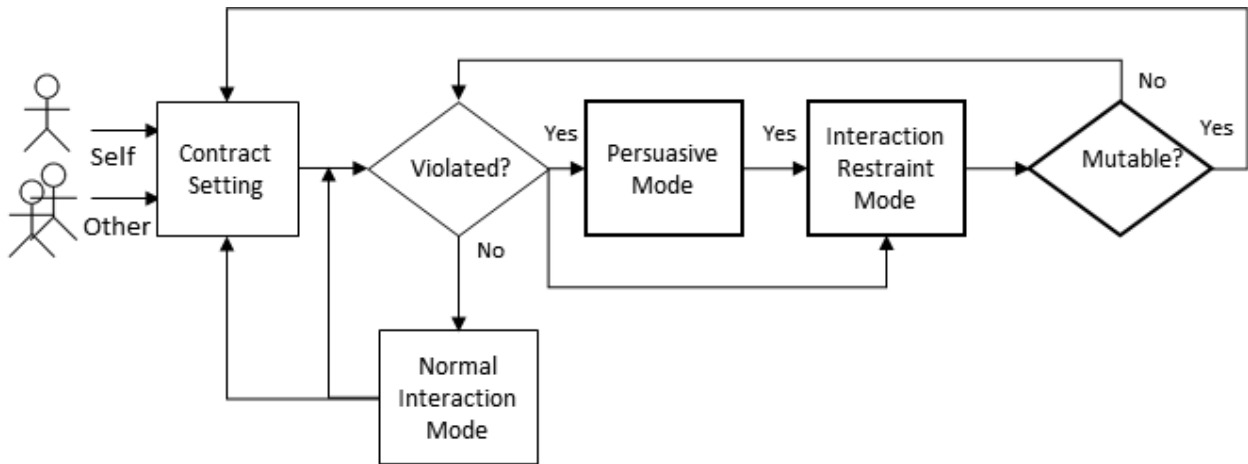 Self
Other
Contract
Setting
Violated?
Yes
No
Persuasive
Mode
Yes
Interaction
Restraint
Mode
Mutable?
No
Yes
Normal
Interaction
Mode